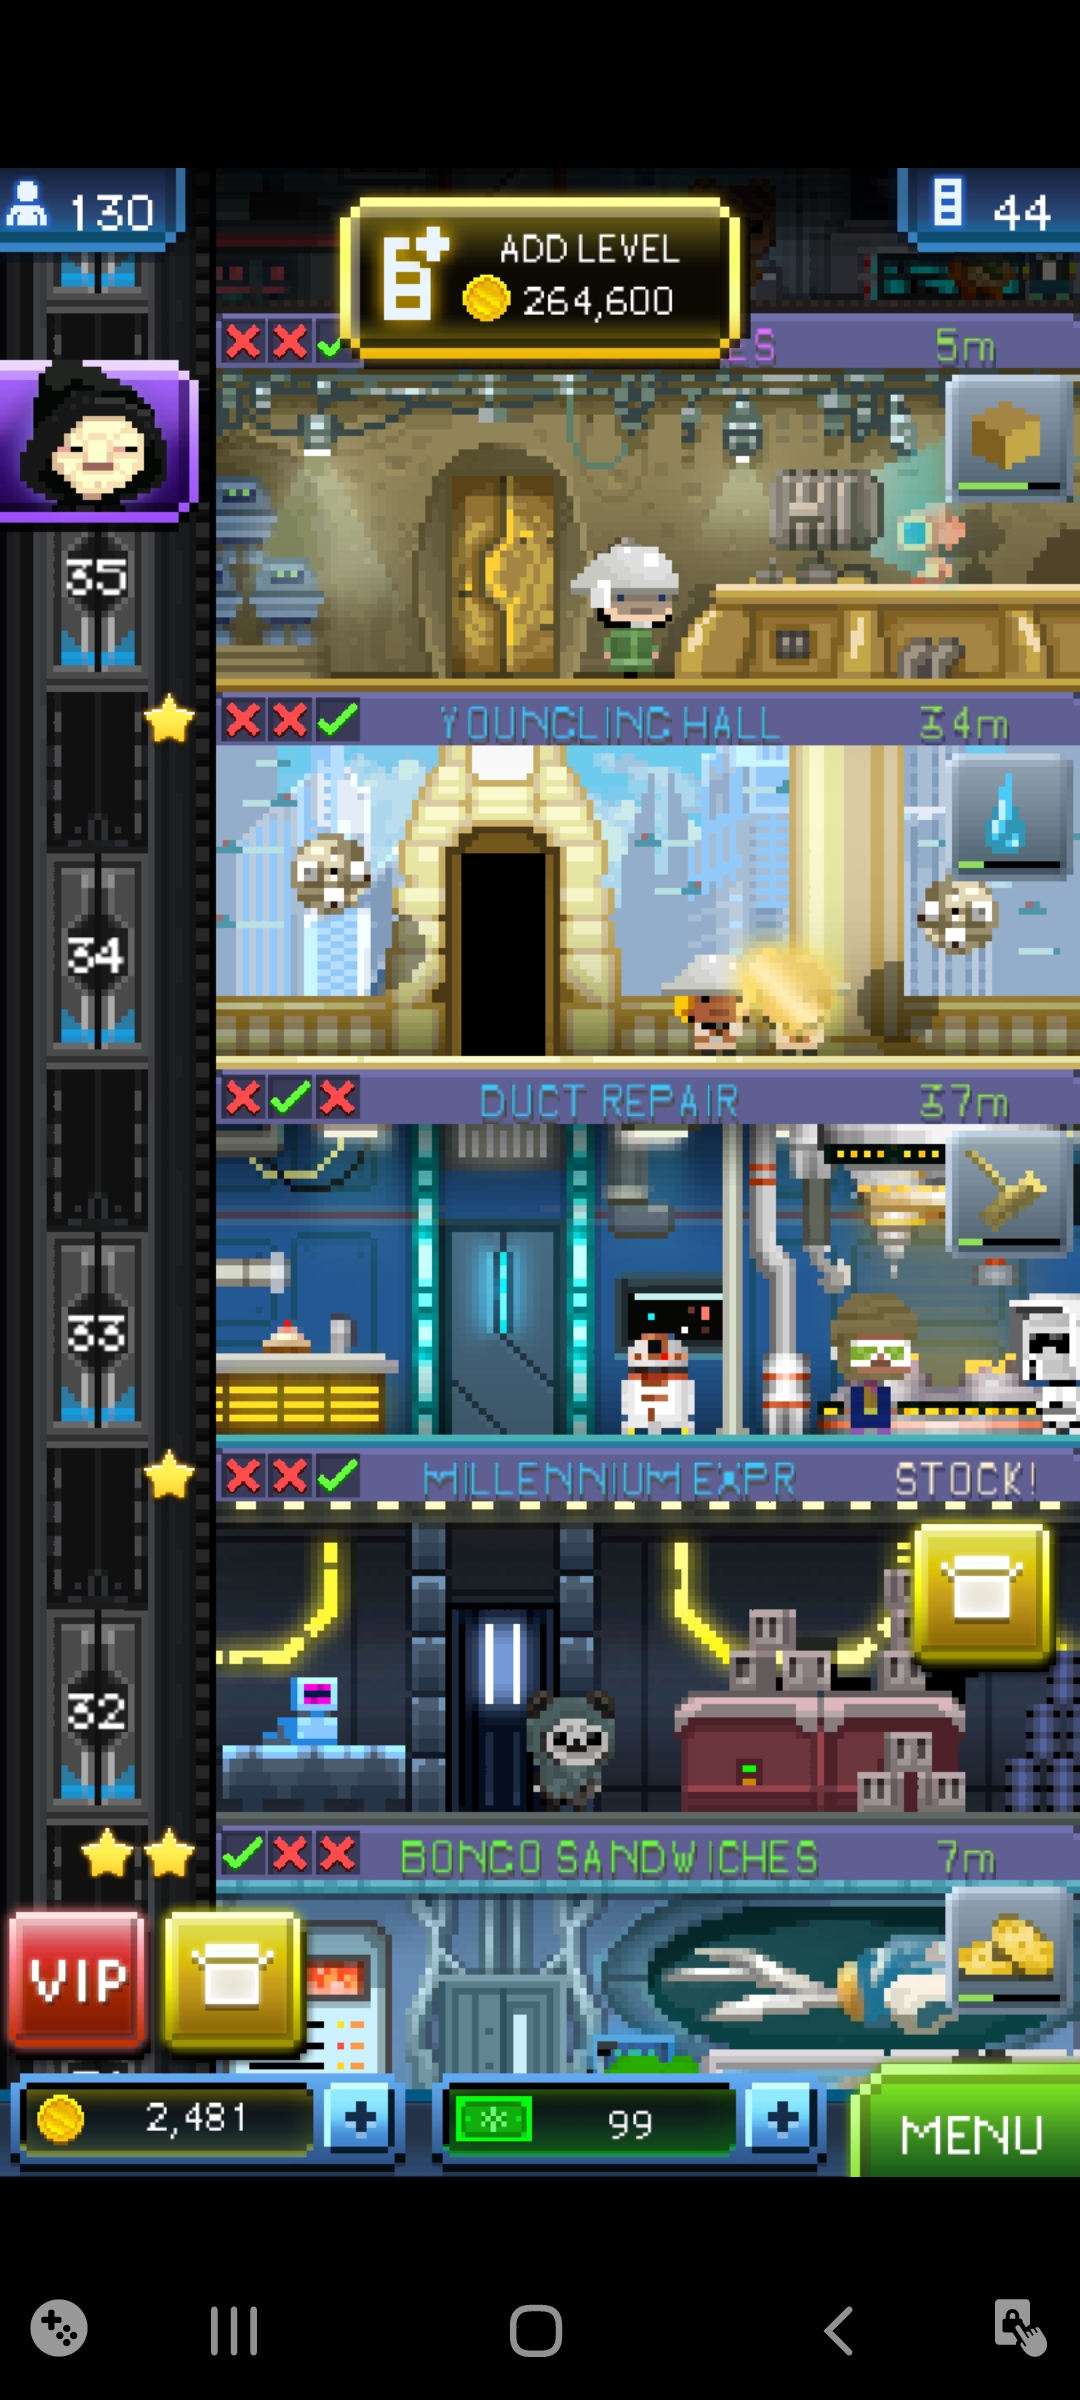 130
44
ADD LEVEL
264,600
5m
35
YOUNGLING HALL
34m
34
DUCT REPAIR
37m
33
MILLENNIUM EXPR
STOCK!
32
BONGO SANDWICHES
7m
VIP
2,481
99
MENU